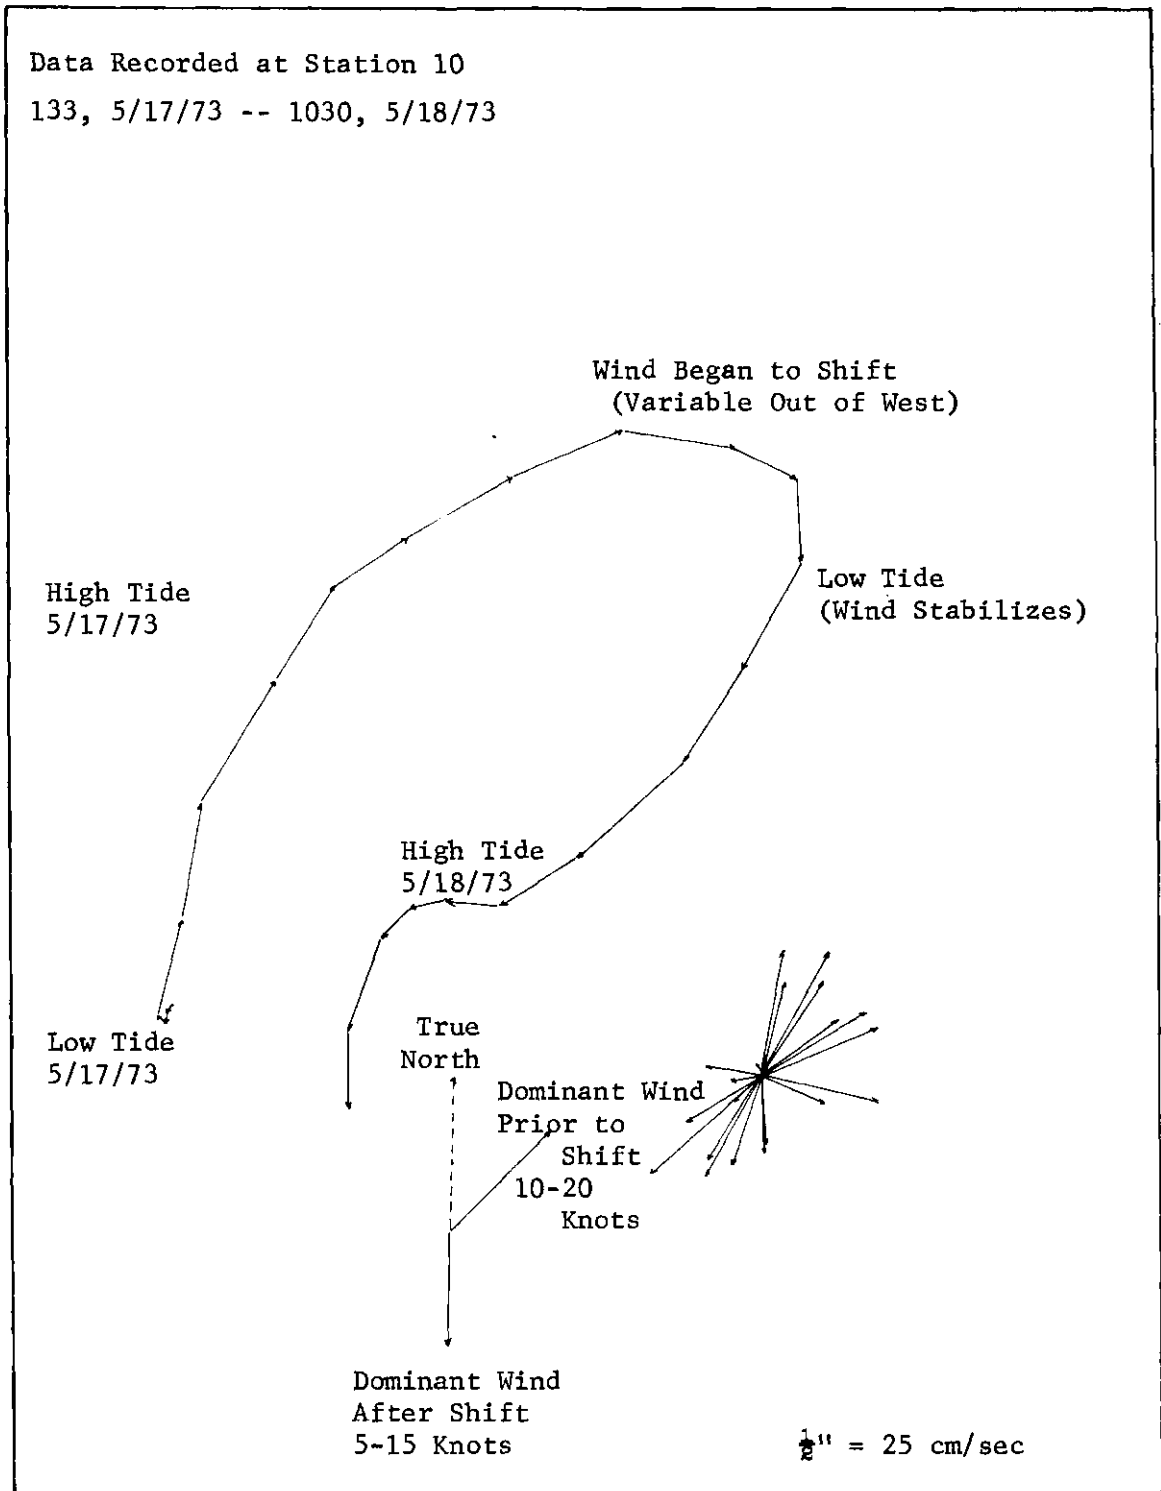 Data Recorded at Station 10
133, 5/17/73 -- 1030, 5/18/73
Wind Began to Shift
(Variable Out of West)
High Tide
5/17/73
Low Tide
(Wind Stabilizes)
High Tide
5/18/73
Low Tide
5/17/73
True
North
Dominant Wind
Prior to
Shift
10-20
Knots
Dominant Wind
After Shift
5-15 Knots
½" = 25 cm/sec